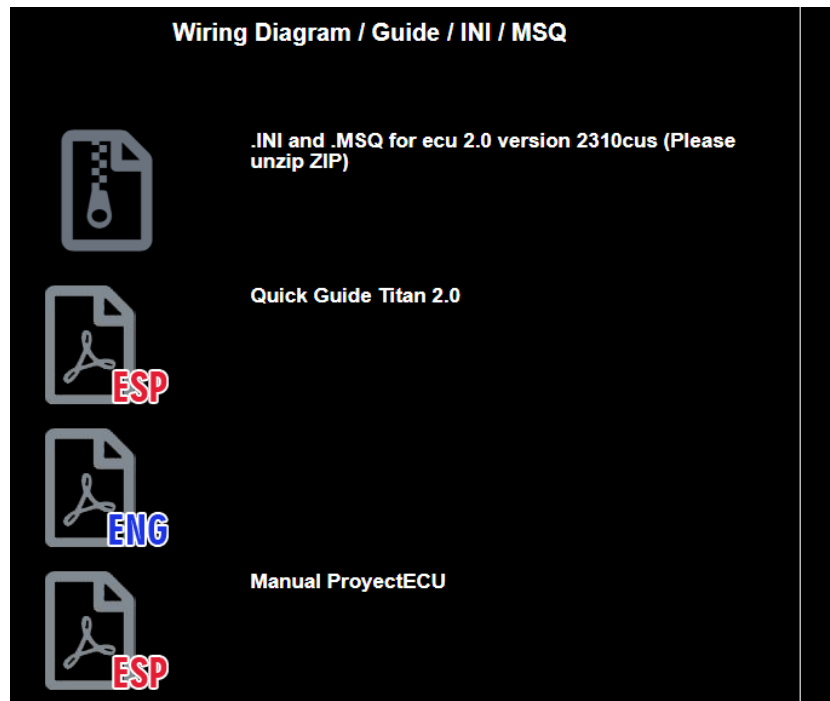 Wiring Diagram / Guide / INI / MSQ
.INI and .MSQ for ecu 2.0 version 2310cus (Please
unzip ZIP)
Quick Guide Titan 2.0
ESP
ENG
Manual ProyectECU
ESP